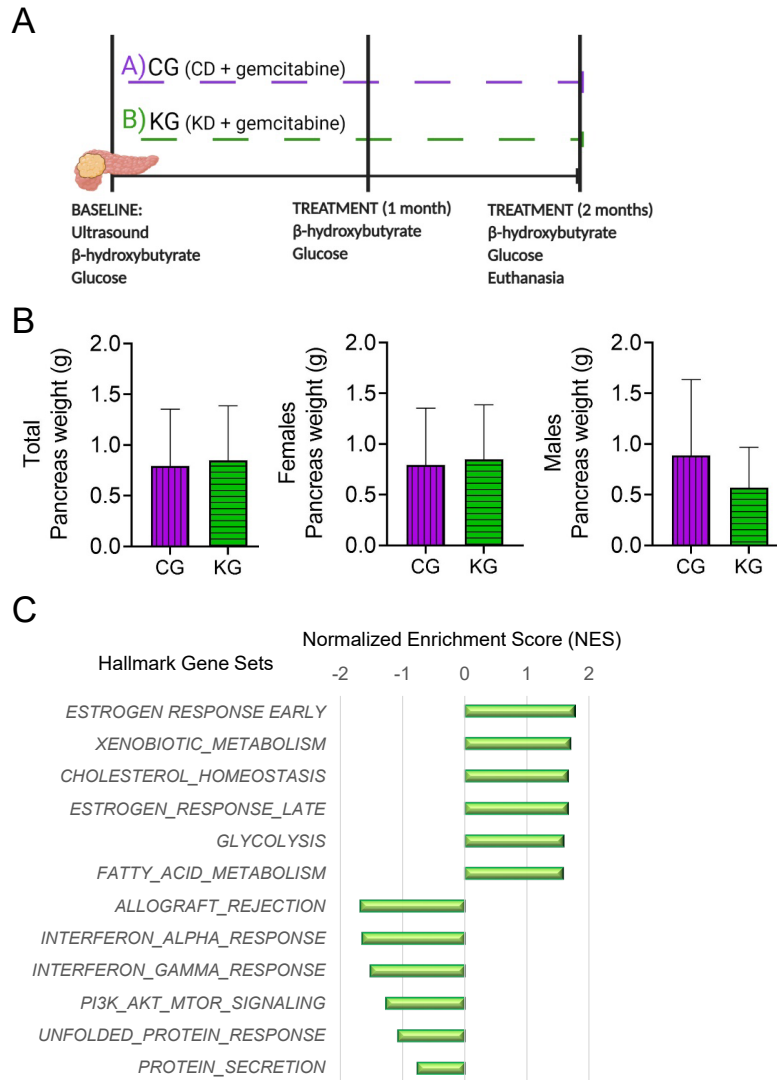 A
A) CG (CD + gemcitabine)
B) KG (KD + gemcitabine)
BASELINE:
Ultrasound
β-hydroxybutyrate
Glucose
TREATMENT (1 month)
β-hydroxybutyrate
Glucose
TREATMENT (2 months)
β-hydroxybutyrate
Glucose
Euthanasia
B
Total
Pancreas weight (g)
2.0
1.5
1.0
0.5
0.0
CG KG
Females
Pancreas weight (g)
2.0
1.5
1.0
0.5
0.0
CG KG
Males
Pancreas weight (g)
2.0
1.5
1.0
0.5
0.0
CG KG
C
Normalized Enrichment Score (NES)
Hallmark Gene Sets
-2 -1 0 1 2
ESTROGEN RESPONSE EARLY
XENOBIOTIC_METABOLISM
CHOLESTEROL_HOMEOSTASIS
ESTROGEN_RESPONSE_LATE
GLYCOLYSIS
FATTY_ACID_METABOLISM
ALLOGRAFT_REJECTION
INTERFERON_ALPHA_RESPONSE
INTERFERON_GAMMA_RESPONSE
PI3K_AKT_MTOR_SIGNALING
UNFOLDED_PROTEIN_RESPONSE
PROTEIN_SECRETION